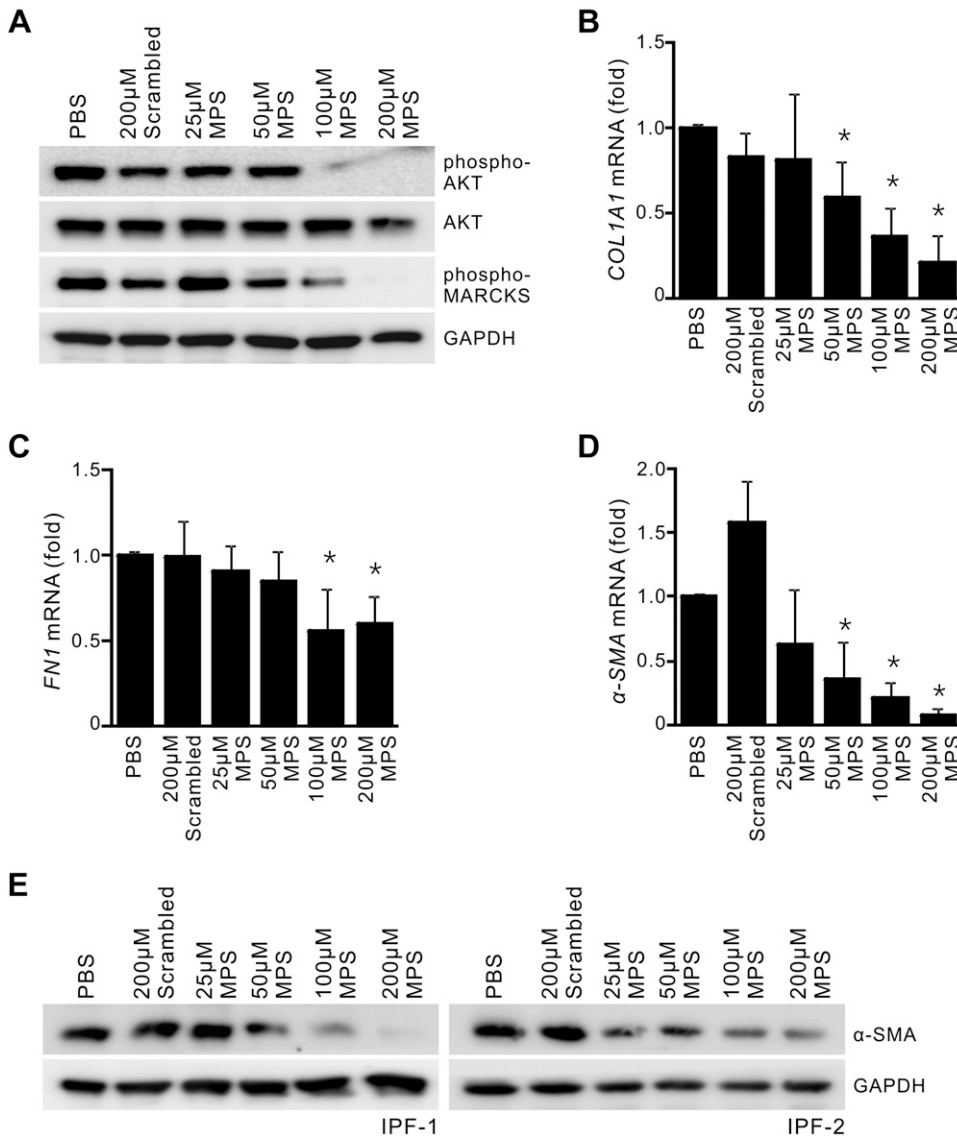 A
PBS
200μM
Scrambled
25μM
MPS
50μM
MPS
100μM
MPS
200μM
MPS
phospho-
AKT
AKT
phospho-
MARCKS
GAPDH
B
COL1A1 mRNA (fold)
1.5
1.0
0.5
0
*
*
*
PBS
200μM
Scrambled
25μM
MPS
50μM
MPS
100μM
MPS
200μM
MPS
C
FN1 mRNA (fold)
1.5
1.0
0.5
0
*
*
PBS
200μM
Scrambled
25μM
MPS
50μM
MPS
100μM
MPS
200μM
MPS
D
α-SMA mRNA (fold)
2.0
1.5
1.0
0.5
0
*
*
*
PBS
200μM
Scrambled
25μM
MPS
50μM
MPS
100μM
MPS
200μM
MPS
E
PBS
200μM
Scrambled
25μM
MPS
50μM
MPS
100μM
MPS
200μM
MPS
IPF-1
PBS
200μM
Scrambled
25μM
MPS
50μM
MPS
100μM
MPS
200μM
MPS
α-SMA
GAPDH
IPF-2